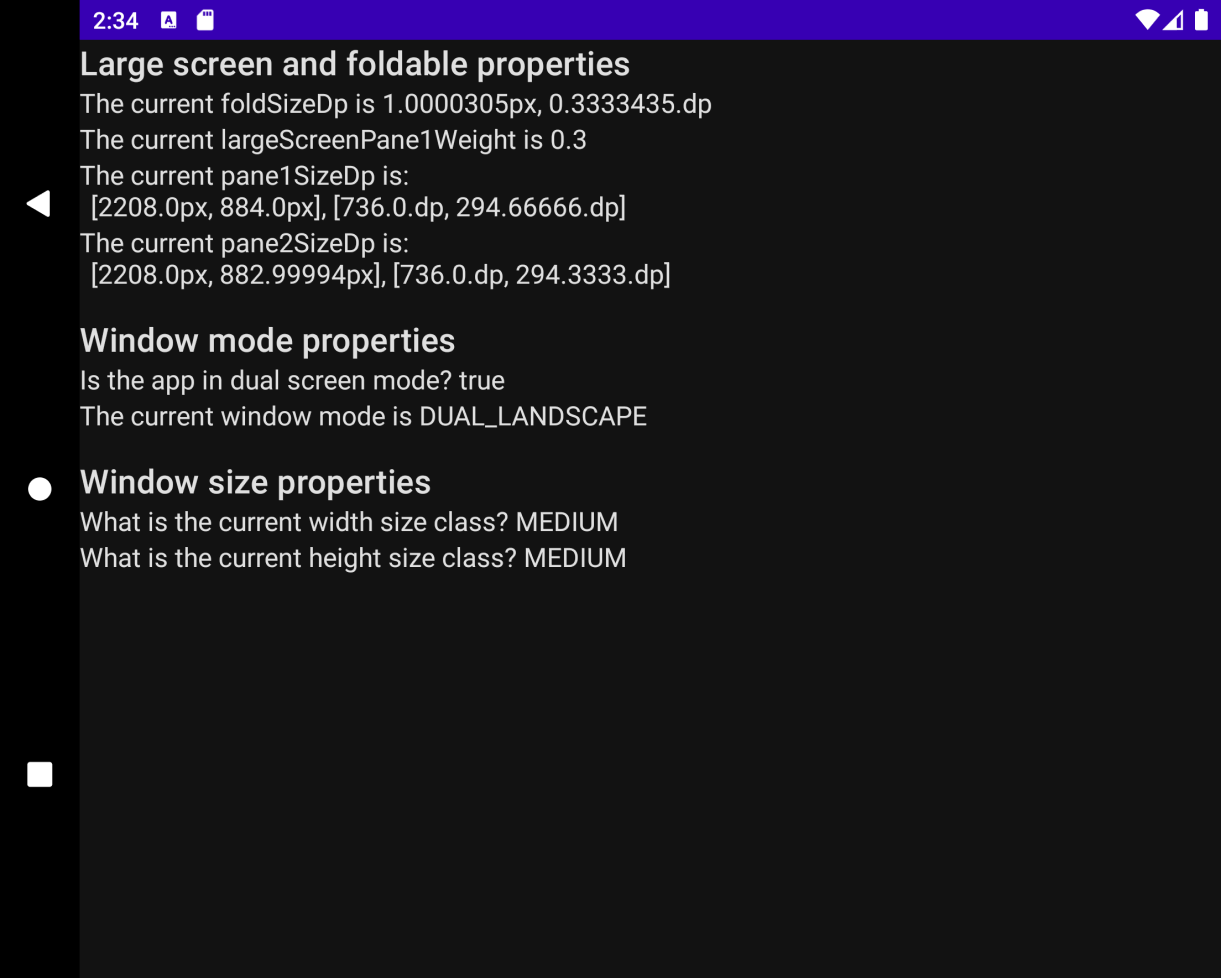 2:34
A
Large screen and foldable properties
The current foldSizeDp is 1.0000305px, 0.3333435.dp
The current largeScreenPane1Weight is 0.3
The current pane1SizeDp is:
[2208.0px, 884.0px], [736.0.dp, 294.66666.dp]
The current pane2SizeDp is:
[2208.0px, 882.99994px], [736.0.dp, 294.3333.dp]
Window mode properties
Is the app in dual screen mode? true
The current window mode is DUAL_LANDSCAPE
Window size properties
What is the current width size class? MEDIUM
What is the current height size class? MEDIUM